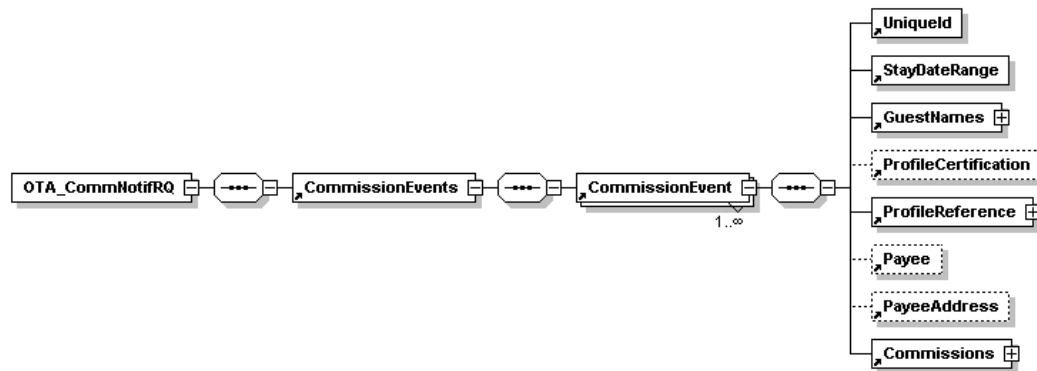 UniqueId
StayDateRange
GuestNames
ProfileCertification
OTA_CommNotifRQ
CommissionEvents
CommissionEvent
1..∞
ProfileReference
Payee
PayeeAddress
Commissions